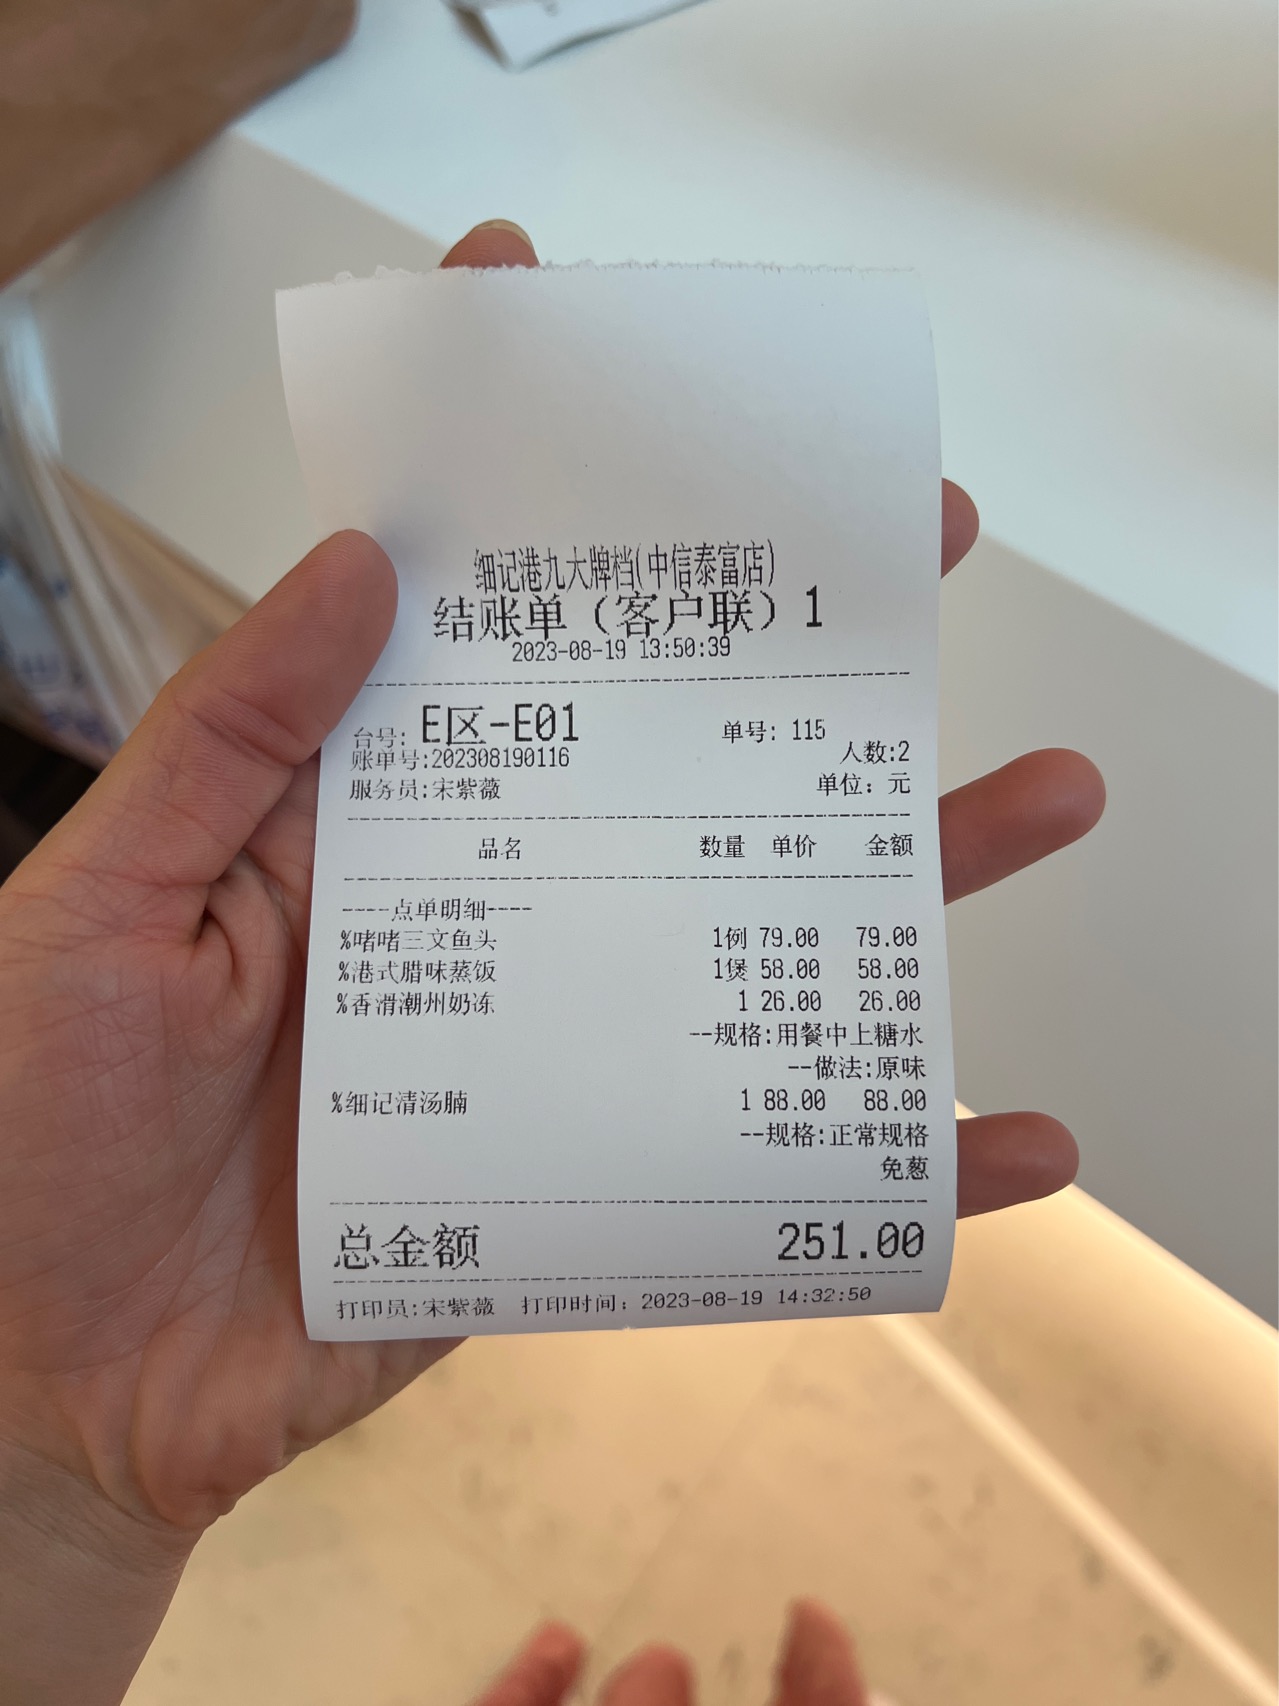 细记港九大牌档(中信泰富店)
结账单（客户联）1
2023-08-19 13:50:39
台号: E区-E01 单号: 115
账单号:202308190116 人数:2
服务员:宋紫薇 单位: 元
品名 数量 单价 金额
----点单明细----
%啫啫三文鱼头 1例 79.00 79.00
%港式腊味蒸饭 1煲 58.00 58.00
%香滑潮州奶冻 1 26.00 26.00
--规格:用餐中上糖水
--做法:原味
%细记清汤腩 1 88.00 88.00
--规格:正常规格
免葱
总金额 251.00
打印员:宋紫薇 打印时间: 2023-08-19 14:32:50